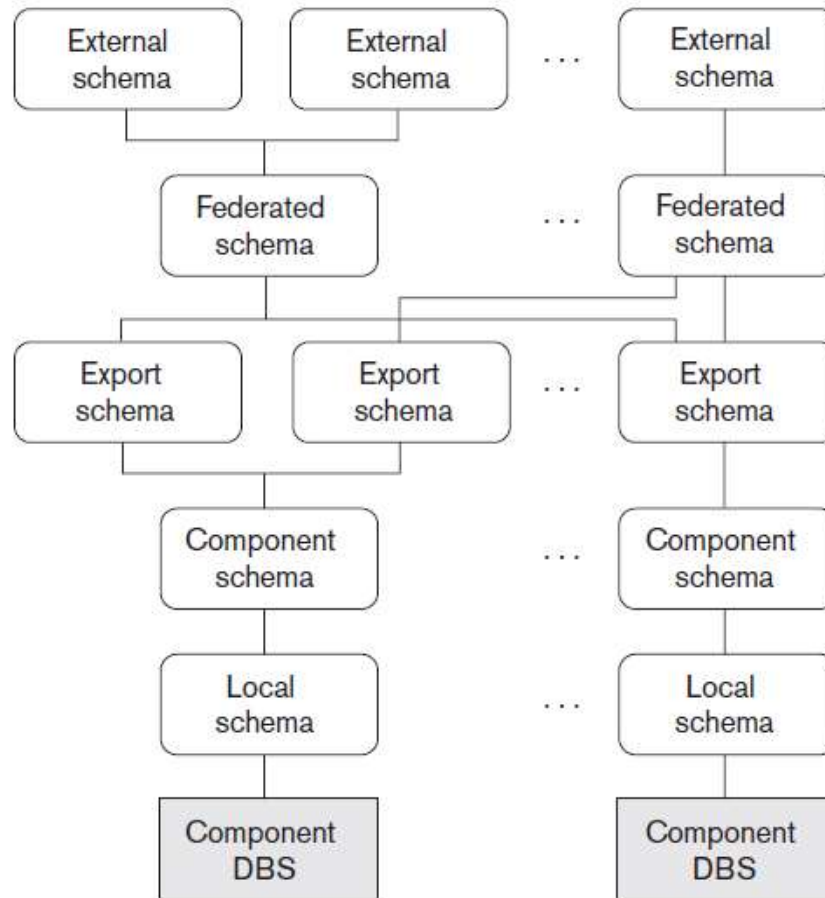 External
schema
External
schema
. . .
External
schema
Federated
schema
. . .
Federated
schema
Export
schema
Export
schema
. . .
Export
schema
Component
schema
. . .
Component
schema
Local
schema
. . .
Local
schema
Component
DBS
Component
DBS